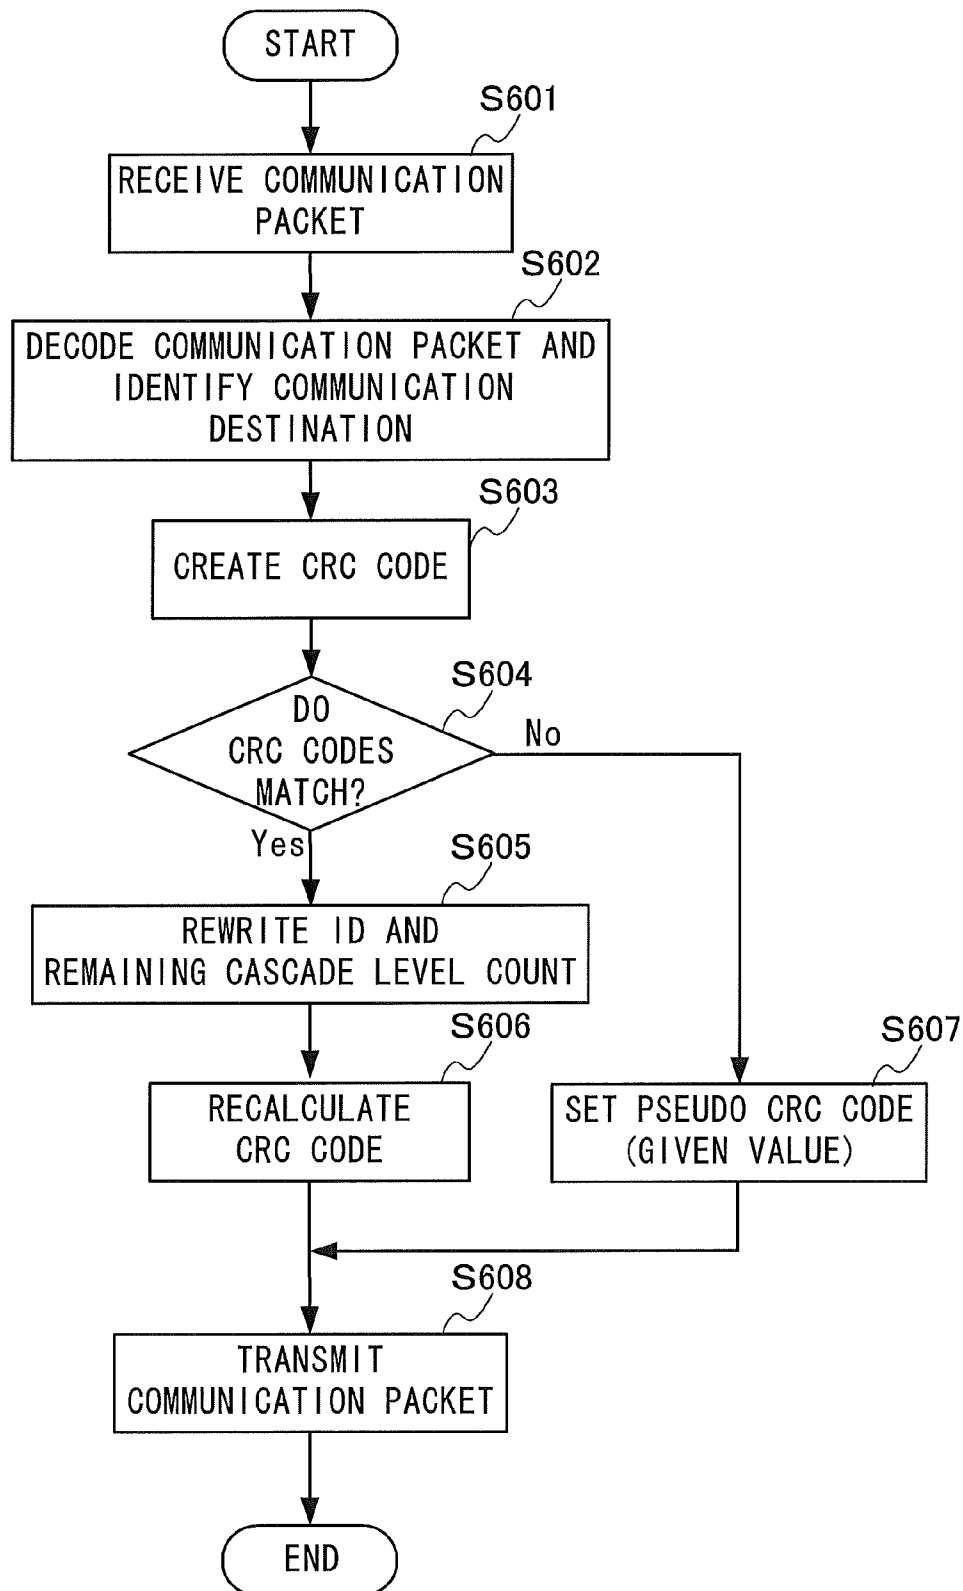 START
S601
RECEIVE COMMUNICATION
PACKET
S602
DECODE COMMUNICATION PACKET AND
IDENTIFY COMMUNICATION
DESTINATION
S603
CREATE CRC CODE
S604
DO
CRC CODES
MATCH?
No
Yes
S605
REWRITE ID AND
REMAINING CASCADE LEVEL COUNT
S606
RECALCULATE
CRC CODE
S607
SET PSEUDO CRC CODE
(GIVEN VALUE)
S608
TRANSMIT
COMMUNICATION PACKET
END